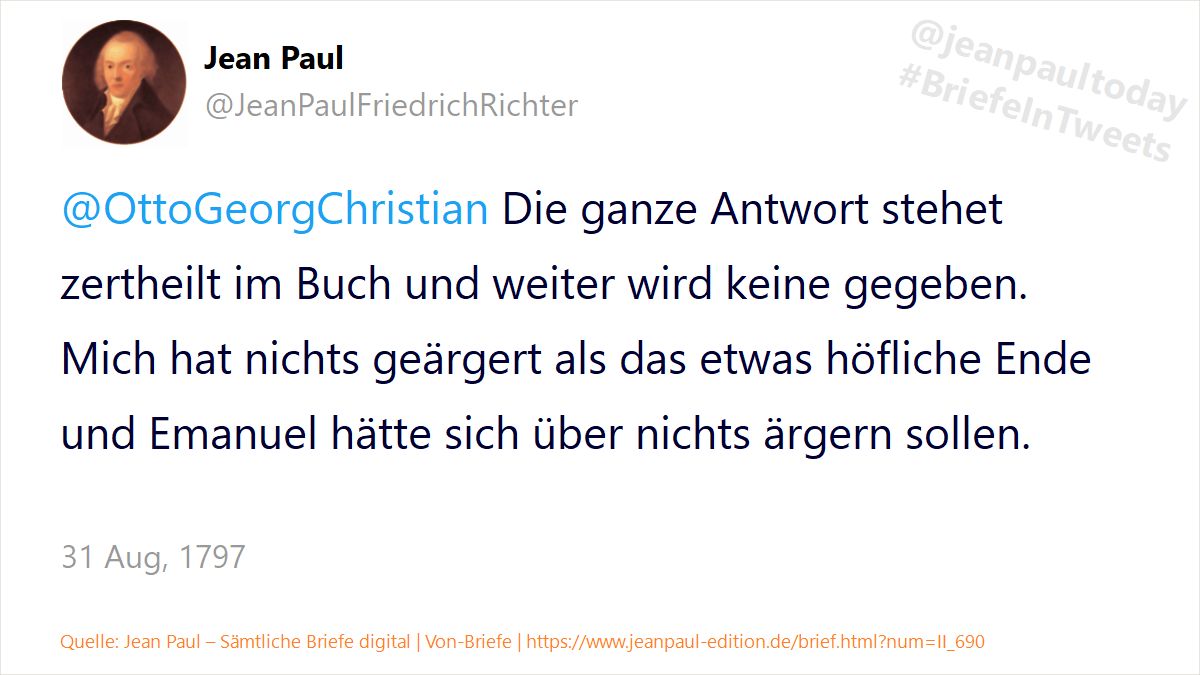 Jean Paul
@JeanPaulFriedrichRichter
@jeanpaultoday
#BriefeInTweets
@OttoGeorgChristian Die ganze Antwort stehet
zertheilt im Buch und weiter wird keine gegeben.
Mich hat nichts geärgert als das etwas höfliche Ende
und Emanuel hätte sich über nichts ärgern sollen.
31 Aug, 1797
Quelle: Jean Paul – Sämtliche Briefe digital | Von-Briefe | https://www.jeanpaul-edition.de/brief.html?num=II_690